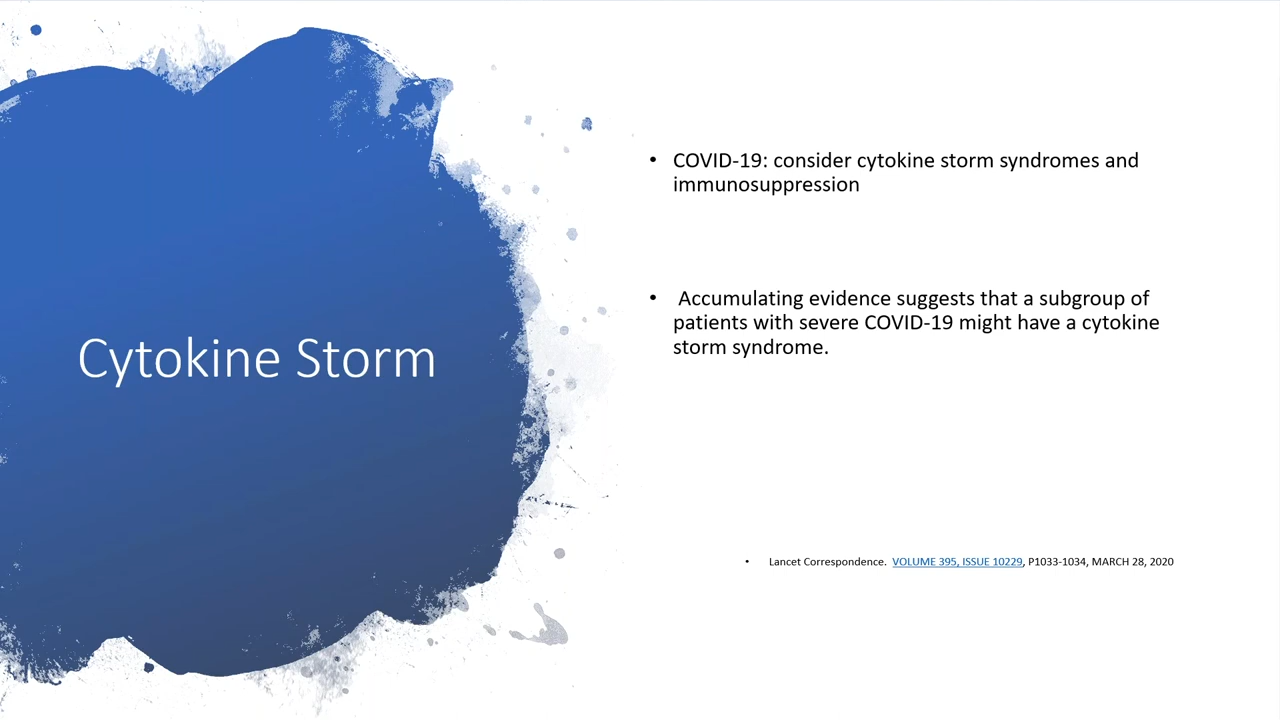 Cytokine Storm
• COVID-19: consider cytokine storm syndromes and
immunosuppression
• Accumulating evidence suggests that a subgroup of
patients with severe COVID-19 might have a cytokine
storm syndrome.
• Lancet Correspondence. VOLUME 395, ISSUE 10229, P1033-1034, MARCH 28, 2020